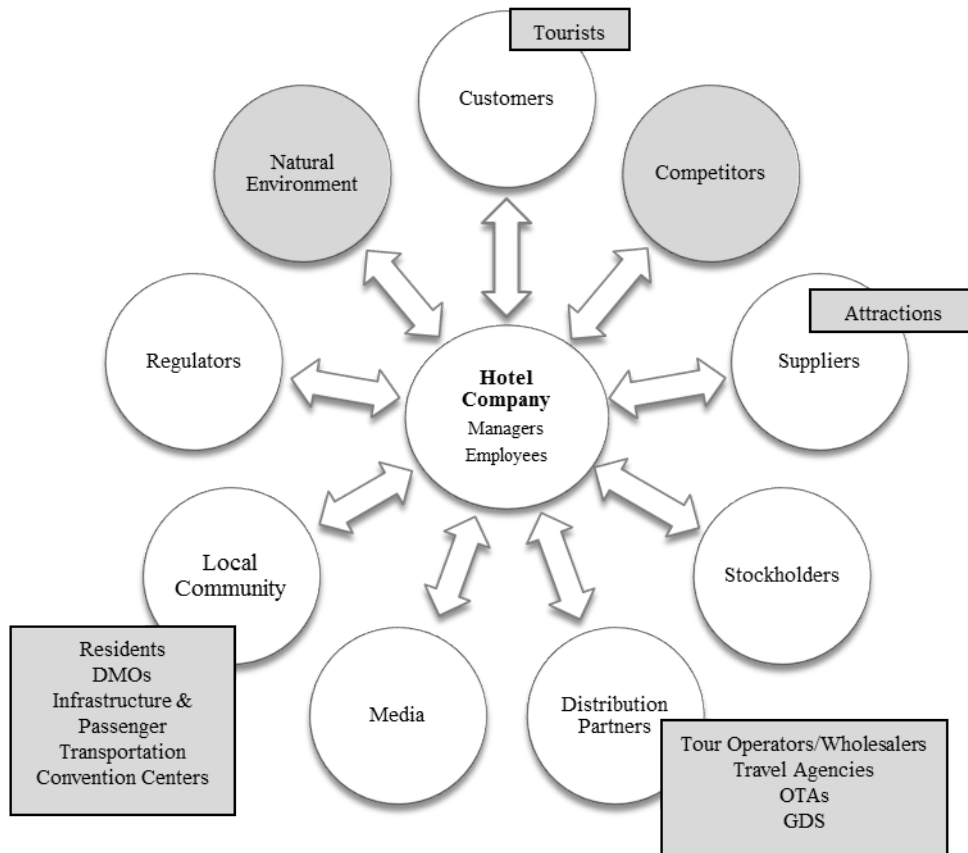 Tourists
Customers
Natural
Environment
Competitors
Attractions
Suppliers
Regulators
Hotel
Company
Managers
Employees
Local
Community
Residents
DMOs
Infrastructure &
Passenger
Transportation
Convention Centers
Stockholders
Media
Distribution
Partners
Tour Operators/Wholesalers
Travel Agencies
OTAs
GDS